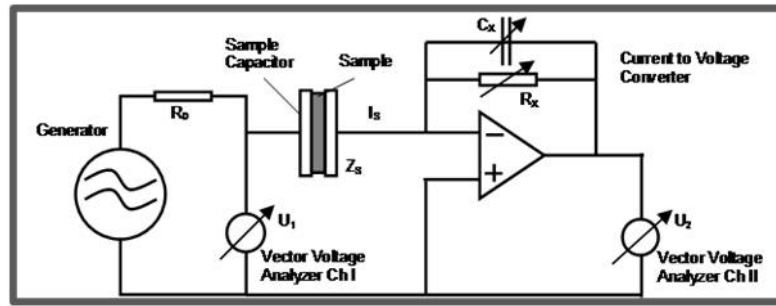 Sample
Capacitor
Sample
Cₓ
Current to Voltage
Converter
Rₓ
R₀
Iₛ
Generator
Zₛ
−
+
U₁
U₂
Vector Voltage
Analyzer Ch I
Vector Voltage
Analyzer Ch II